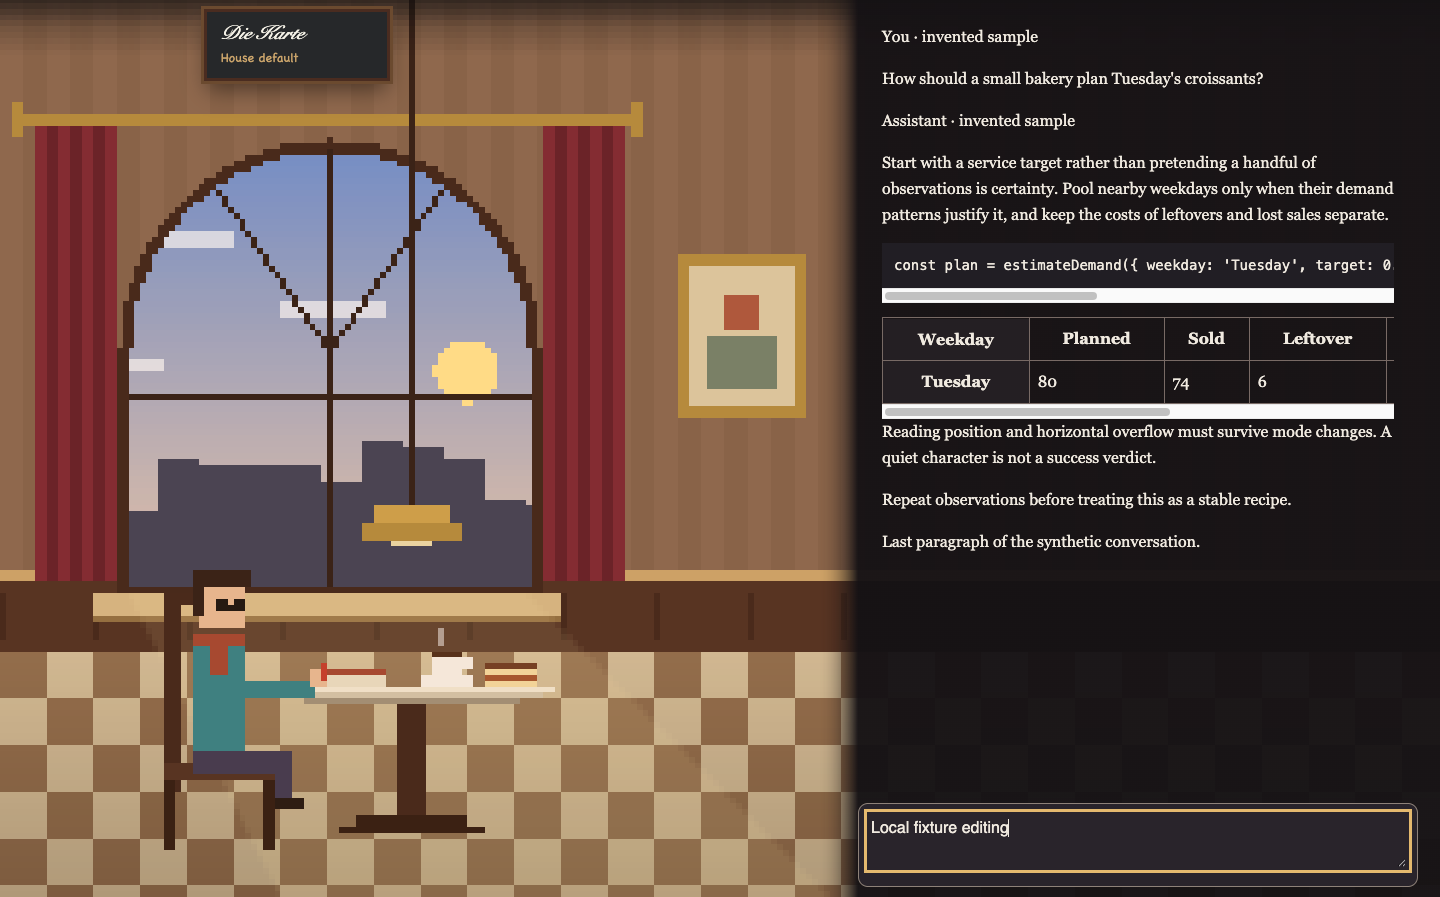 Die Karte
House default
You · invented sample
How should a small bakery plan Tuesday's croissants?
Assistant · invented sample
Start with a service target rather than pretending a handful of
observations is certainty. Pool nearby weekdays only when their demand
patterns justify it, and keep the costs of leftovers and lost sales separate.
const plan = estimateDemand({ weekday: 'Tuesday', target: 0.
Weekday Planned Sold Leftover
Tuesday 80 74 6
Reading position and horizontal overflow must survive mode changes. A
quiet character is not a success verdict.
Repeat observations before treating this as a stable recipe.
Last paragraph of the synthetic conversation.
Local fixture editing